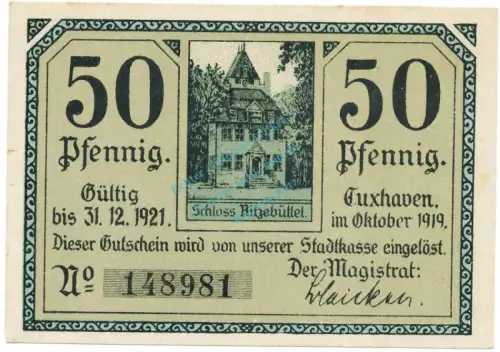 50 50
Pfennig. Pfennig.
Gültig Cuxhaven,
bis 31.12.1921. im Oktober 1919.
Schloss Ritzebüttel.
Dieser Gutschein wird von unserer Stadtkasse eingelöst.
Der Magistrat:
No 148981